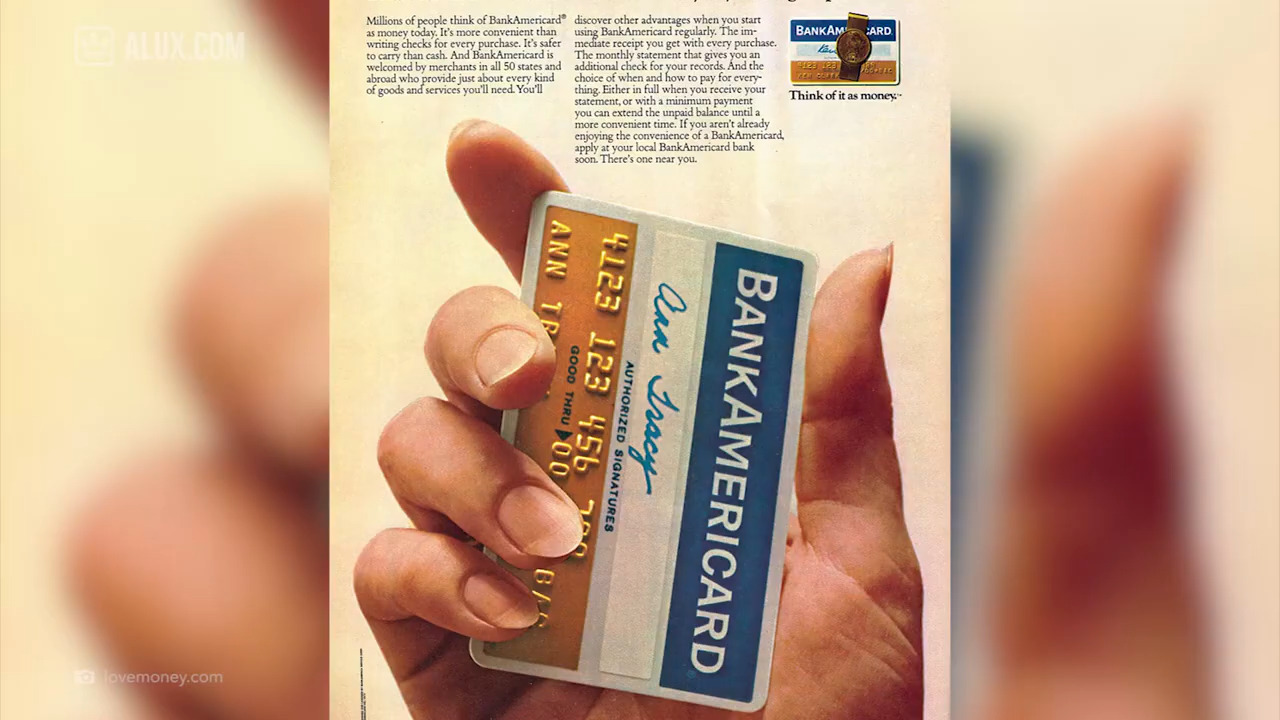 ALUX.COM
Millions of people think of BankAmericard®
as money today. It's more convenient than
writing checks for every purchase. It's safer
to carry than cash. And BankAmericard is
welcomed by merchants in all 50 states and
abroad who provide just about every kind
of goods and services you'll need. You'll
discover other advantages when you start
using BankAmericard regularly. The im-
mediate receipt you get with every purchase.
The monthly statement that gives you an
additional check for your records. And the
choice of when and how to pay for every-
thing. Either in full when you receive your
statement, or with a minimum payment
you can extend the unpaid balance until a
more convenient time. If you aren't already
enjoying the convenience of a BankAmericard,
apply at your local BankAmericard bank
soon. There's one near you.
Think of it as money.™
BANKAMERICARD
Ann Tracy
AUTHORIZED SIGNATURES
4123 123 456
GOOD THRU 00
ANN
lovemoney.com